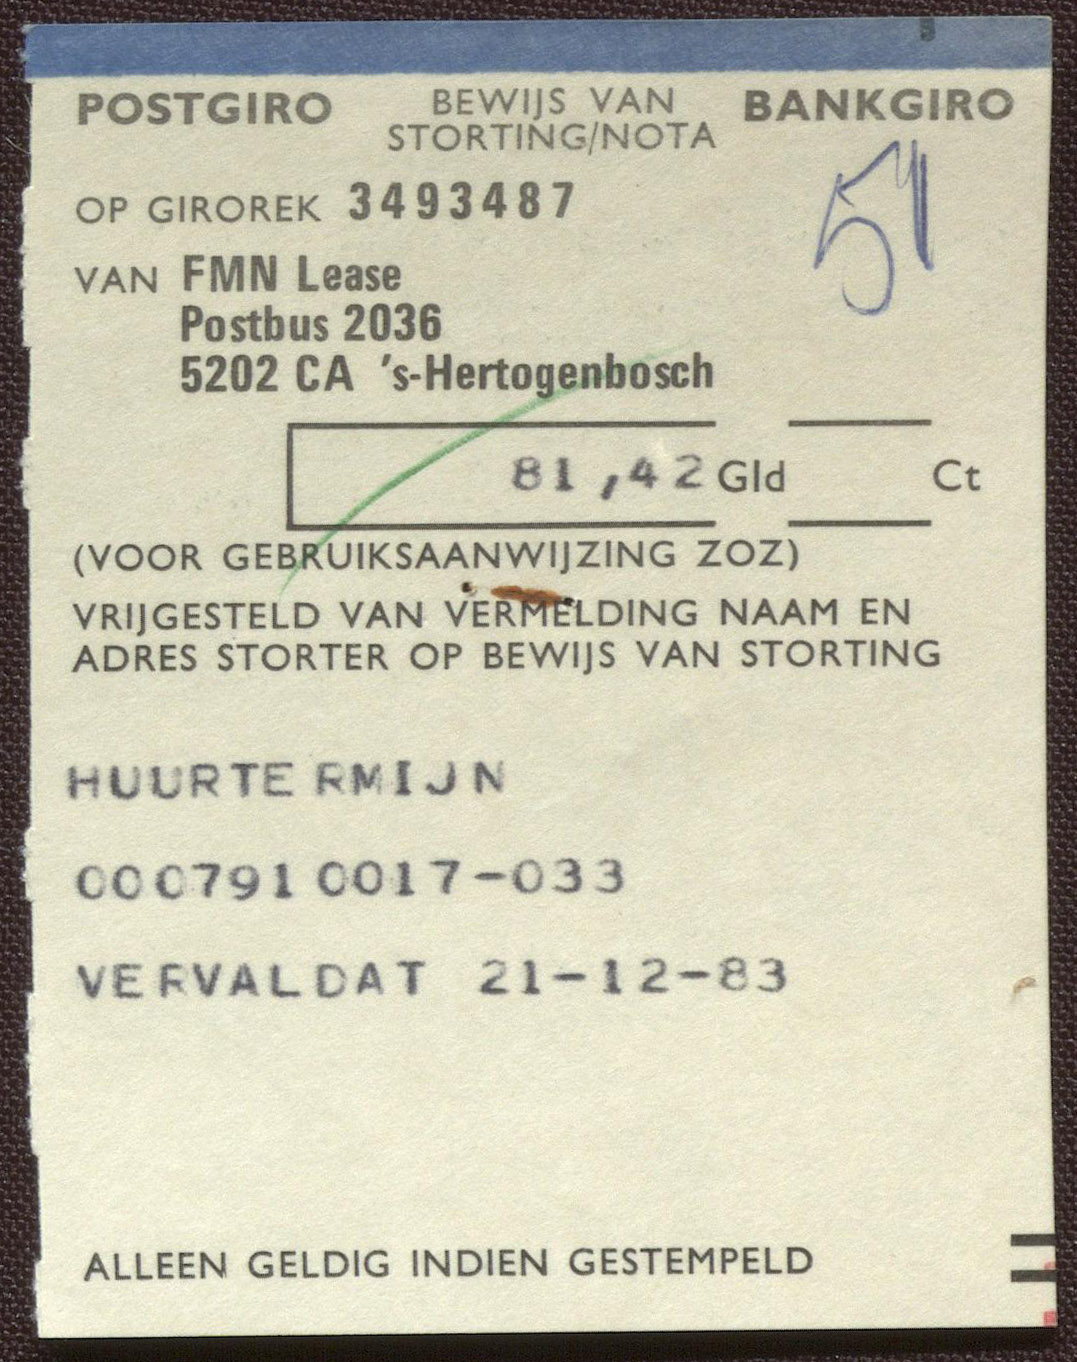 POSTGIRO BEWIJS VAN STORTING/NOTA BANKGIRO
51
OP GIROREK 3493487
VAN FMN Lease
Postbus 2036
5202 CA 's-Hertogenbosch
81,42 Gld Ct
(VOOR GEBRUIKSAANWIJZING ZOZ)
VRIJGESTELD VAN VERMELDING NAAM EN
ADRES STORTER OP BEWIJS VAN STORTING
HUURTERMIJN
0007910017-033
VERVALDAT 21-12-83
ALLEEN GELDIG INDIEN GESTEMPELD